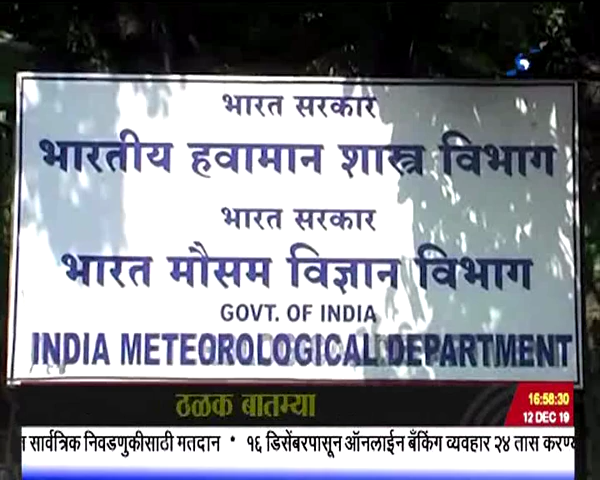 भारत सरकार
भारतीय हवामान शास्त्र विभाग
भारत सरकार
भारत मौसम विज्ञान विभाग
GOVT. OF INDIA
INDIA METEOROLOGICAL DEPARTMENT
ठळक बातम्या
16:58:30
12 DEC 19
सार्वत्रिक निवडणुकीसाठी मतदान * १६ डिसेंबरपासून ऑनलाईन बँकिंग व्यवहार २४ तास